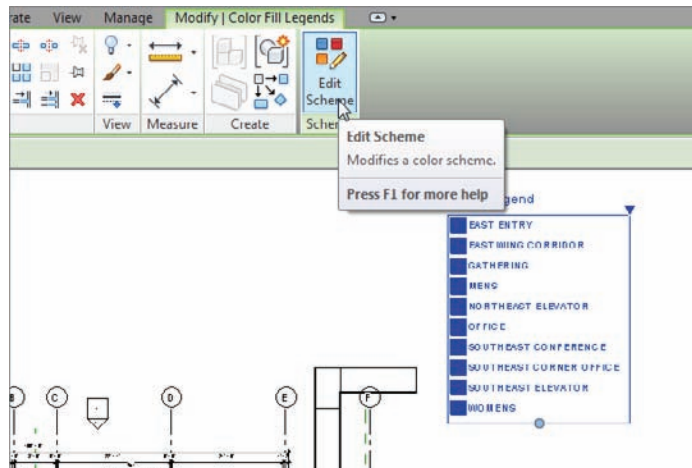 rate View Manage Modify | Color Fill Legends
Edit
Scheme
View Measure Create Schem
Edit Scheme
Modifies a color scheme.
Press F1 for more help
gend
EAST ENTRY
EAST WING CORRIDOR
GATHERING
MENS
NORTHEAST ELEVATOR
OFFICE
SOUTHEAST CONFERENCE
SOUTHEAST CORNER OFFICE
SOUTHEAST ELEVATOR
WOMENS
B C D E F